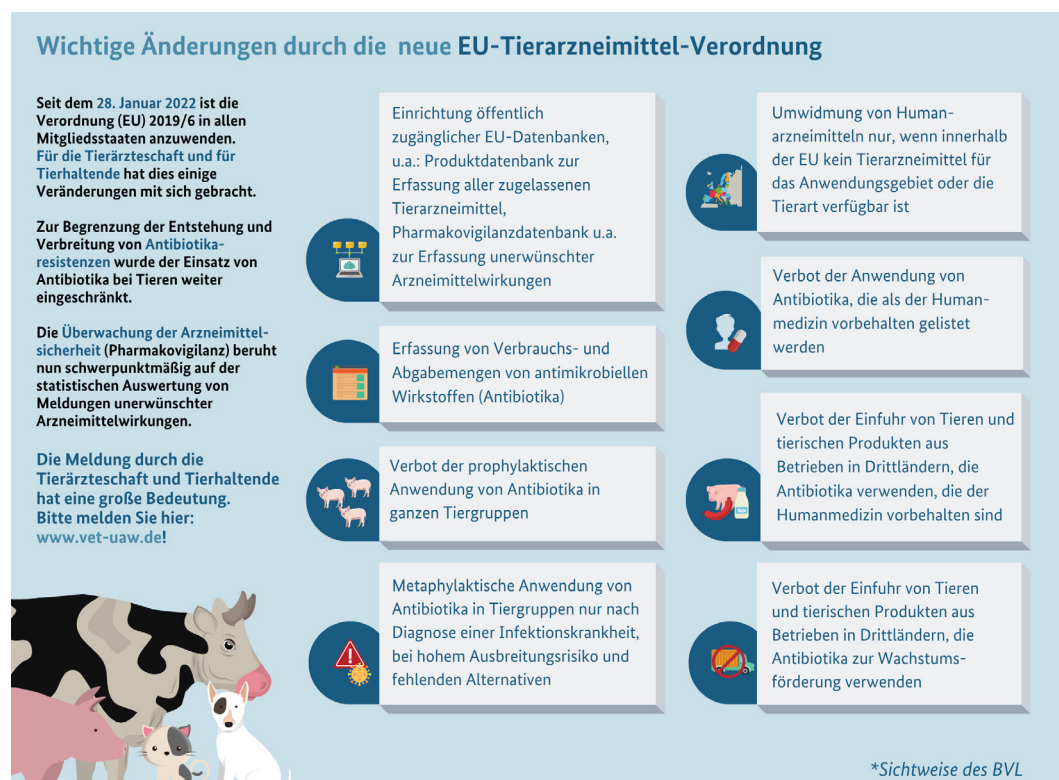 Wichtige Änderungen durch die neue EU-Tierarzneimittel-Verordnung
Seit dem 28. Januar 2022 ist die
Verordnung (EU) 2019/6 in allen
Mitgliedsstaaten anzuwenden.
Für die Tierärzteschaft und für
Tierhaltende hat dies einige
Veränderungen mit sich gebracht.
Zur Begrenzung der Entstehung und
Verbreitung von Antibiotika-
resistenzen wurde der Einsatz von
Antibiotika bei Tieren weiter
eingeschränkt.
Die Überwachung der Arzneimittel-
sicherheit (Pharmakovigilanz) beruht
nun schwerpunktmäßig auf der
statistischen Auswertung von
Meldungen unerwünschter
Arzneimittelwirkungen.
Die Meldung durch die
Tierärzteschaft und Tierhaltende
hat eine große Bedeutung.
Bitte melden Sie hier:
www.vet-uaw.de!
Einrichtung öffentlich
zugänglicher EU-Datenbanken,
u.a.: Produktdatenbank zur
Erfassung aller zugelassenen
Tierarzneimittel,
Pharmakovigilanzdatenbank u.a.
zur Erfassung unerwünschter
Arzneimittelwirkungen
Erfassung von Verbrauchs- und
Abgabemengen von antimikrobiellen
Wirkstoffen (Antibiotika)
Verbot der prophylaktischen
Anwendung von Antibiotika in
ganzen Tiergruppen
Metaphylaktische Anwendung von
Antibiotika in Tiergruppen nur nach
Diagnose einer Infektionskrankheit,
bei hohem Ausbreitungsrisiko und
fehlenden Alternativen
Umwidmung von Human-
arzneimitteln nur, wenn innerhalb
der EU kein Tierarzneimittel für
das Anwendungsgebiet oder die
Tierart verfügbar ist
Verbot der Anwendung von
Antibiotika, die als der Human-
medizin vorbehalten gelistet
werden
Verbot der Einfuhr von Tieren und
tierischen Produkten aus
Betrieben in Drittländern, die
Antibiotika verwenden, die der
Humanmedizin vorbehalten sind
Verbot der Einfuhr von Tieren
und tierischen Produkten aus
Betrieben in Drittländern, die
Antibiotika zur Wachstums-
förderung verwenden
*Sichtweise des BVL